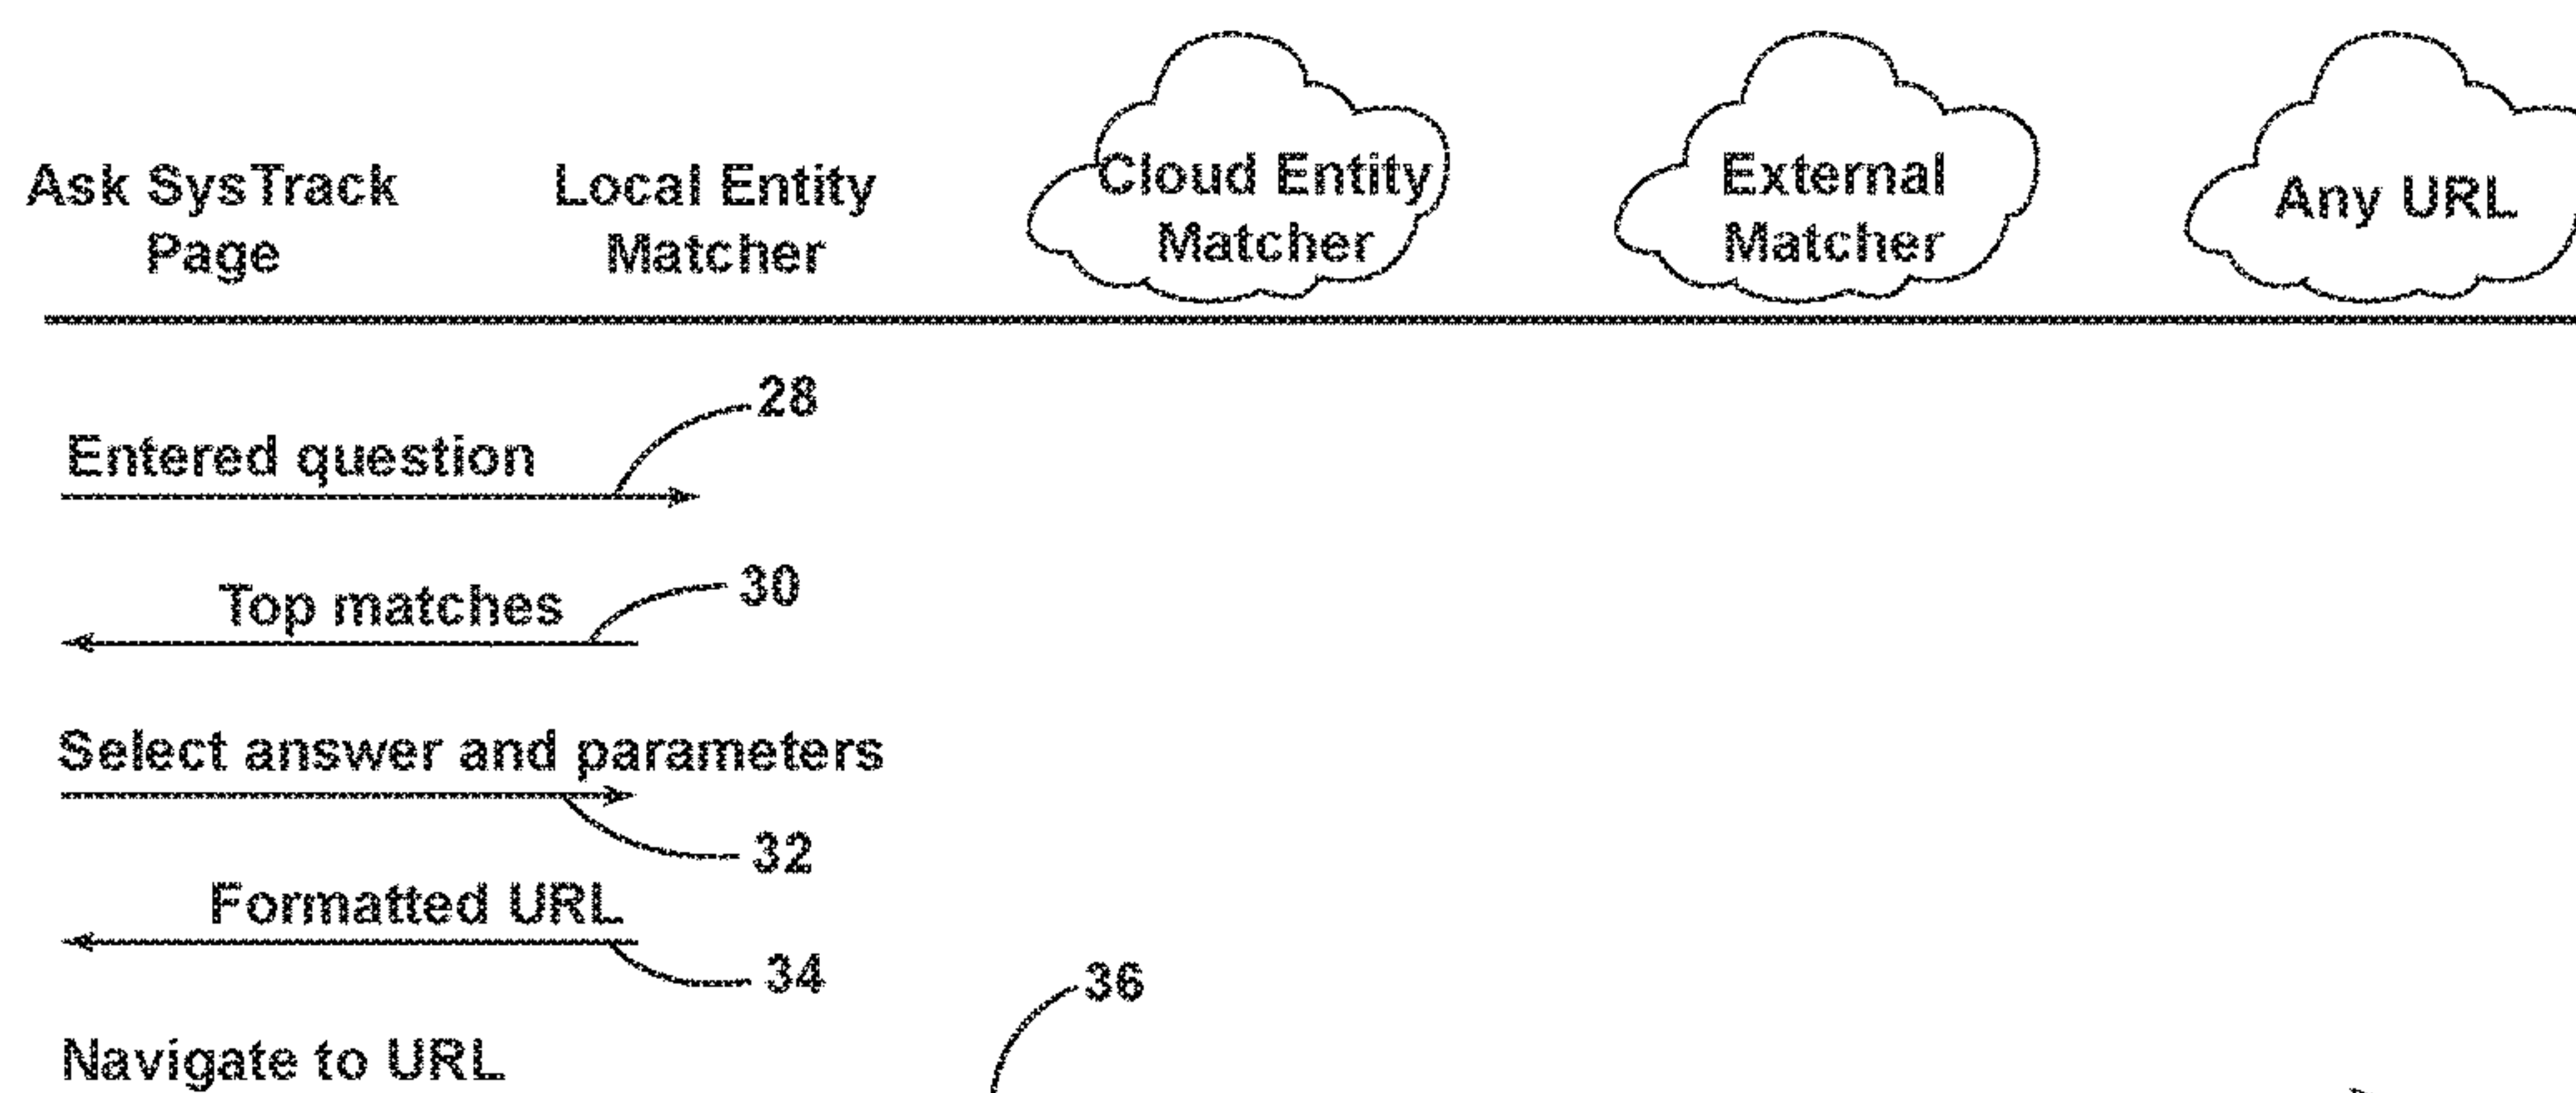 Ask SysTrack
Page
Local Entity
Matcher
Cloud Entity
Matcher
External
Matcher
Any URL
28
Entered question
30
Top matches
Select answer and parameters
32
Formatted URL
34
36
Navigate to URL